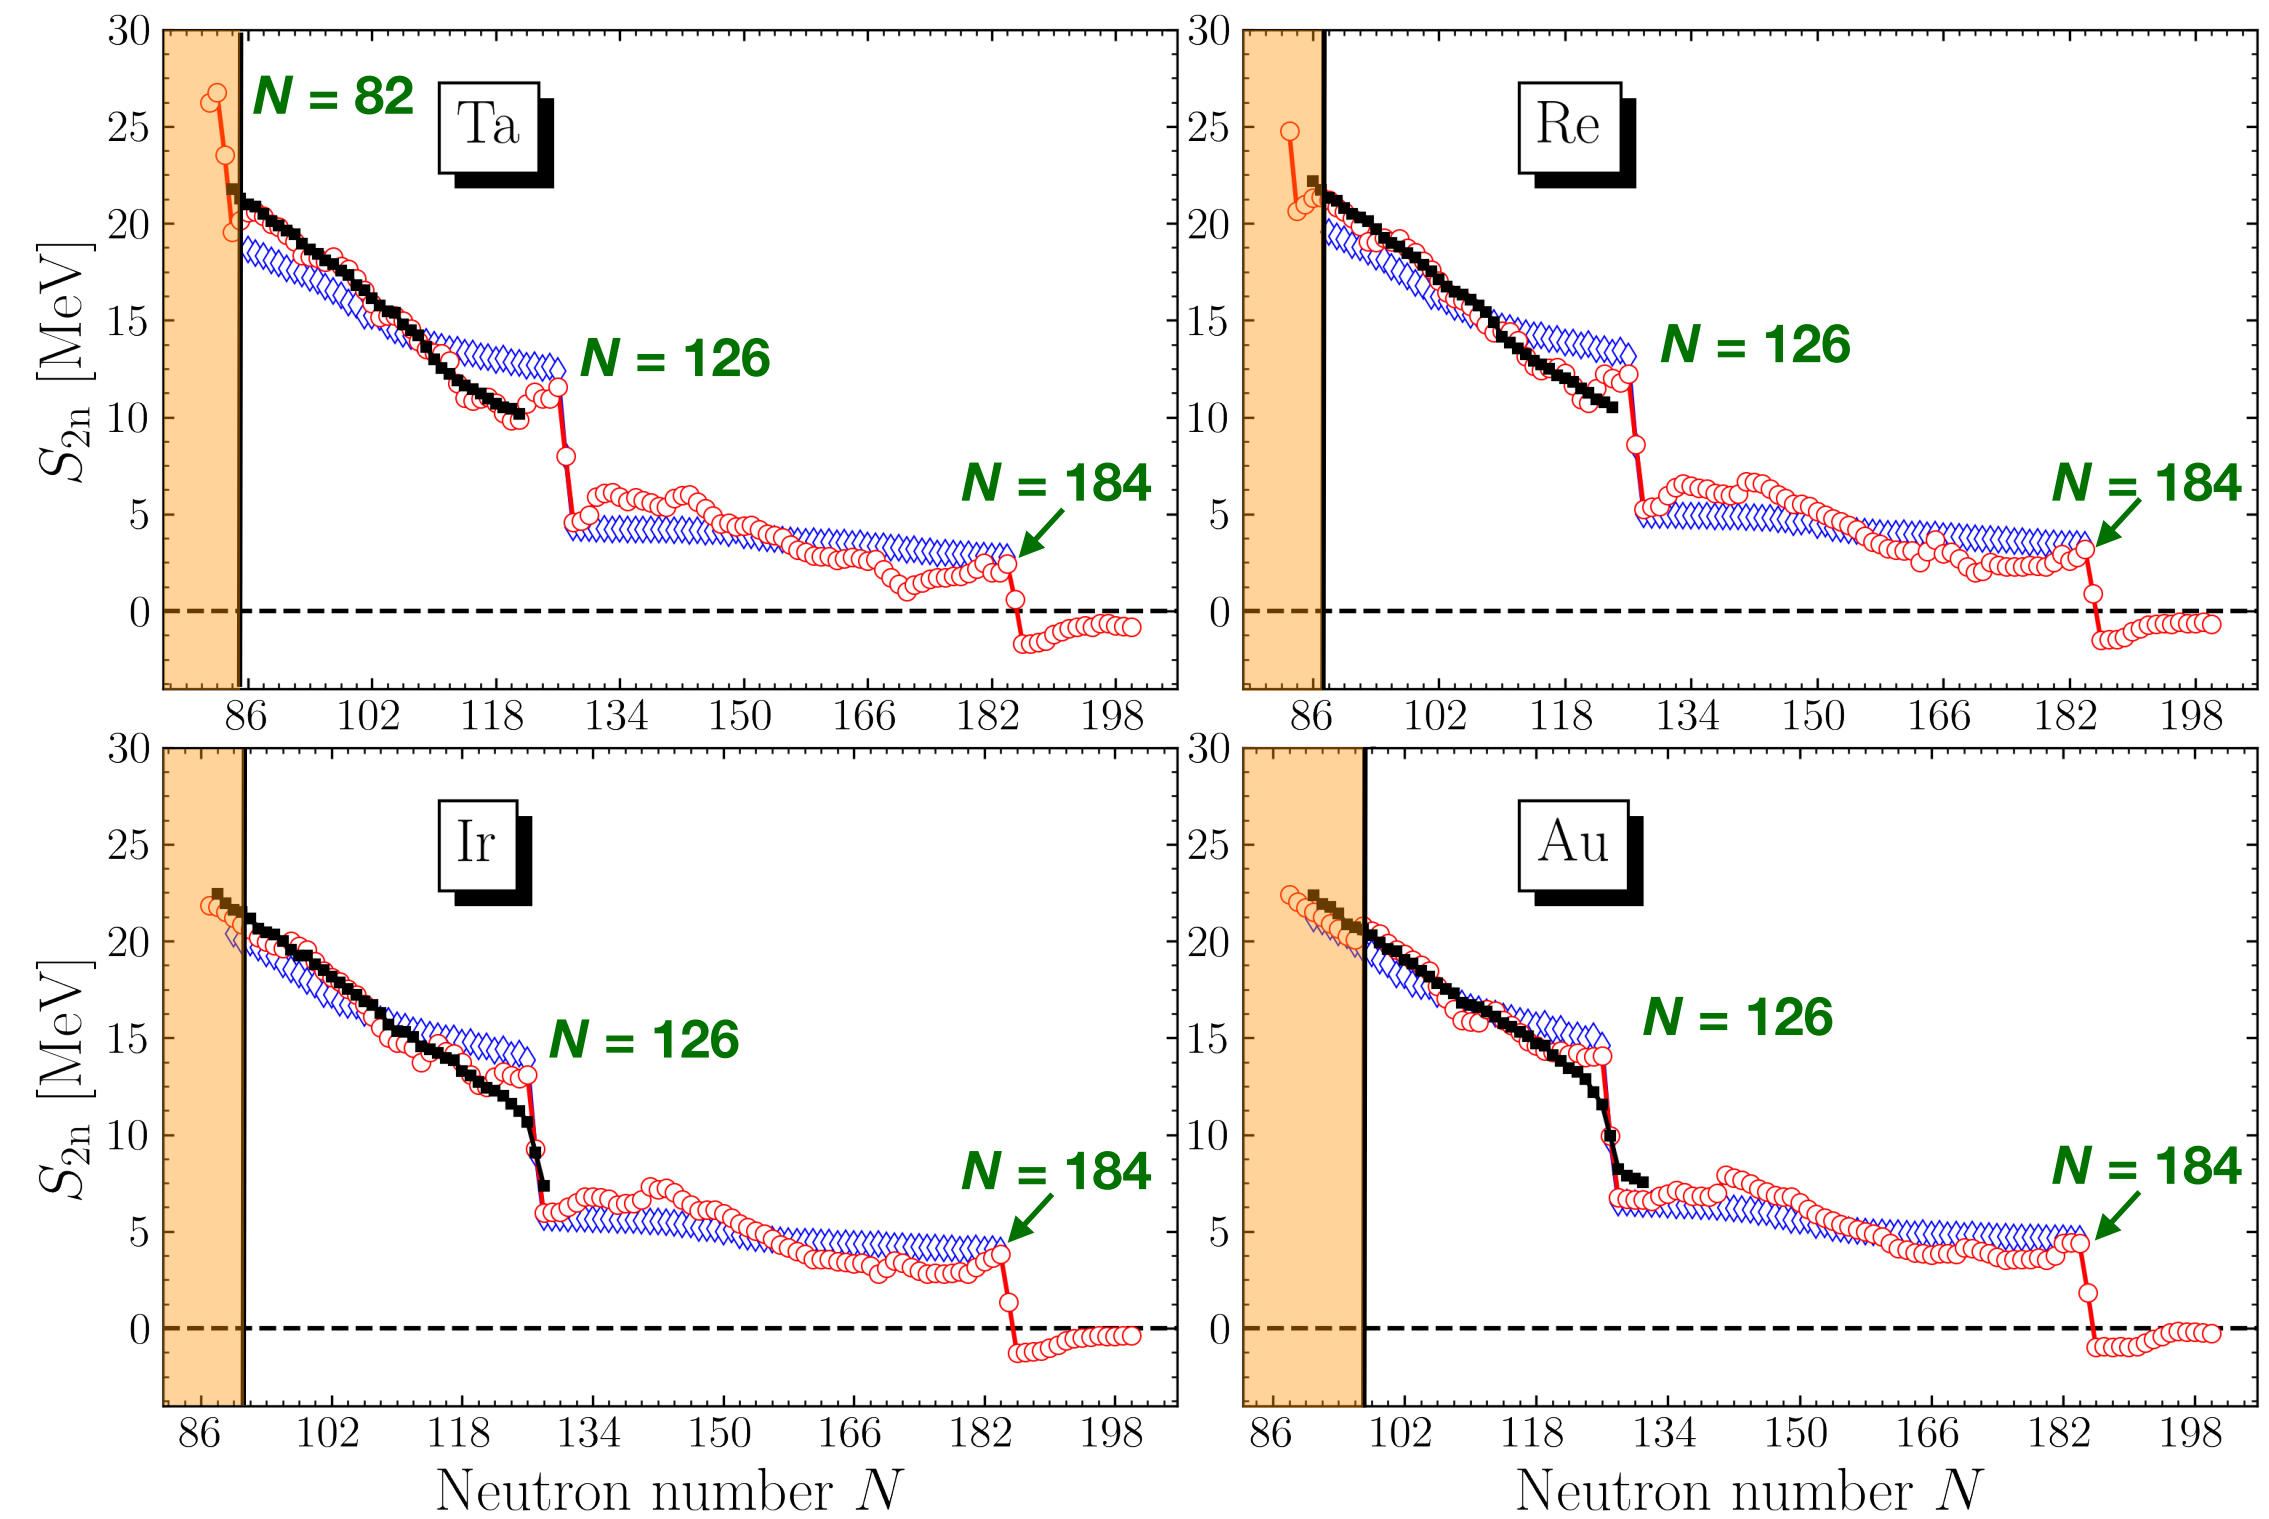 30 25 20 15 10 5 0
S2n [MeV]
N = 82
Ta
N = 126
N = 184
86 102 118 134 150 166 182 198
30 25 20 15 10 5 0
Re
N = 126
N = 184
86 102 118 134 150 166 182 198
30 25 20 15 10 5 0
S2n [MeV]
Ir
N = 126
N = 184
86 102 118 134 150 166 182 198
Neutron number N
30 25 20 15 10 5 0
Au
N = 126
N = 184
86 102 118 134 150 166 182 198
Neutron number N